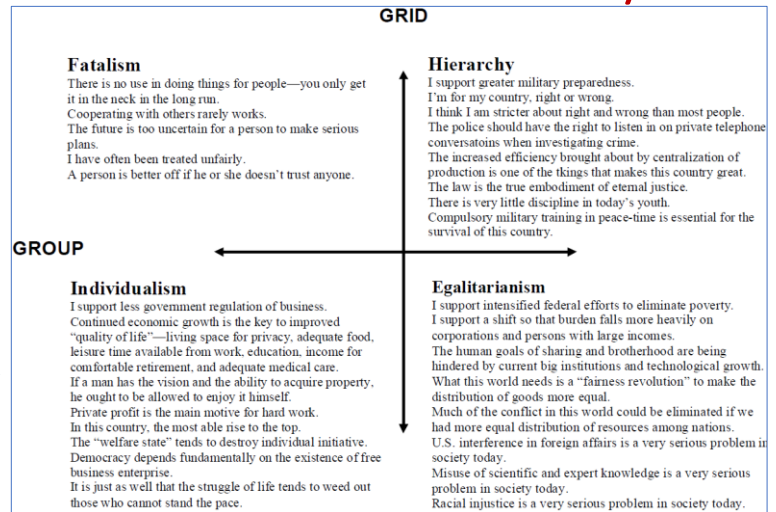 GRID
Fatalism
There is no use in doing things for people—you only get
it in the neck in the long run.
Cooperating with others rarely works.
The future is too uncertain for a person to make serious
plans.
I have often been treated unfairly.
A person is better off if he or she doesn't trust anyone.
Hierarchy
I support greater military preparedness.
I'm for my country, right or wrong.
I think I am stricter about right and wrong than most people.
The police should have the right to listen in on private telephone
conversatoins when investigating crime.
The increased efficiency brought about by centralization of
production is one of the tkings that makes this country great.
The law is the true embodiment of eternal justice.
There is very little discipline in today's youth.
Compulsory military training in peace-time is essential for the
survival of this country.
GROUP
Individualism
I support less government regulation of business.
Continued economic growth is the key to improved
"quality of life"—living space for privacy, adequate food,
leisure time available from work, education, income for
comfortable retirement, and adequate medical care.
If a man has the vision and the ability to acquire property,
he ought to be allowed to enjoy it himself.
Private profit is the main motive for hard work.
In this country, the most able rise to the top.
The "welfare state" tends to destroy individual initiative.
Democracy depends fundamentally on the existence of free
business enterprise.
It is just as well that the struggle of life tends to weed out
those who cannot stand the pace.
Egalitarianism
I support intensified federal efforts to eliminate poverty.
I support a shift so that burden falls more heavily on
corporations and persons with large incomes.
The human goals of sharing and brotherhood are being
hindered by current big institutions and technological growth.
What this world needs is a "fairness revolution" to make the
distribution of goods more equal.
Much of the conflict in this world could be eliminated if we
had more equal distribution of resources among nations.
U.S. interference in foreign affairs is a very serious problem in
society today.
Misuse of scientific and expert knowledge is a very serious
problem in society today.
Racial injustice is a very serious problem in society today.